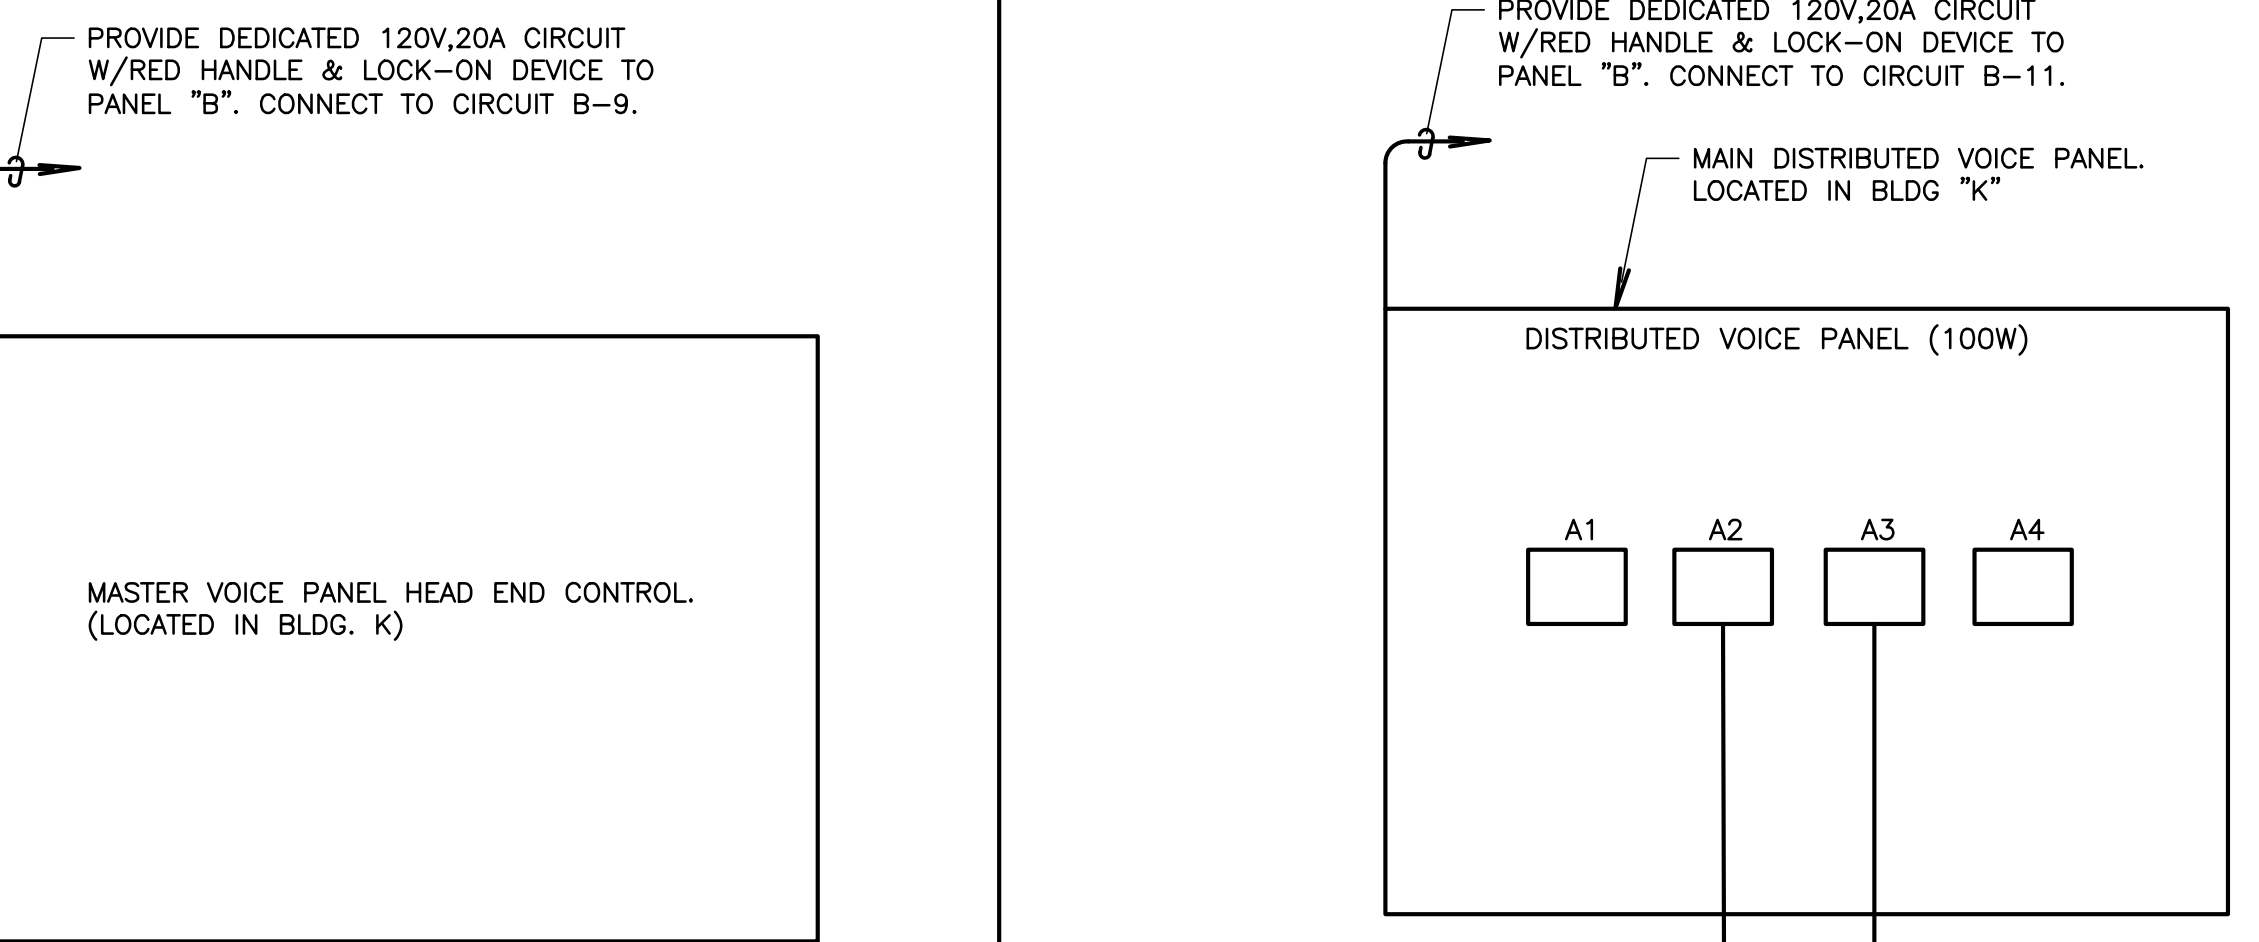 PROVIDE DEDICATED 120V,20A CIRCUIT
W/RED HANDLE & LOCK-ON DEVICE TO
PANEL "B". CONNECT TO CIRCUIT B-9.
MASTER VOICE PANEL HEAD END CONTROL.
(LOCATED IN BLDG. K)
PROVIDE DEDICATED 120V,20A CIRCUIT
W/RED HANDLE & LOCK-ON DEVICE TO
PANEL "B". CONNECT TO CIRCUIT B-11.
MAIN DISTRIBUTED VOICE PANEL.
LOCATED IN BLDG "K"
DISTRIBUTED VOICE PANEL (100W)
A1 A2 A3 A4